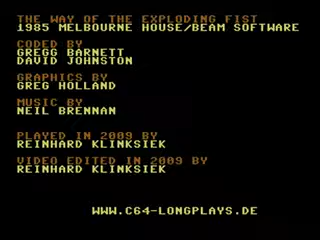 THE WAY OF THE EXPLODING FIST
1985 MELBOURNE HOUSE/BEAM SOFTWARE
CODED BY
GREGG BARNETT
DAVID JOHNSTON
GRAPHICS BY
GREG HOLLAND
MUSIC BY
NEIL BRENNAN
PLAYED IN 2009 BY
REINHARD KLINKSIEK
VIDEO EDITED IN 2009 BY
REINHARD KLINKSIEK
WWW.C64-LONGPLAYS.DE